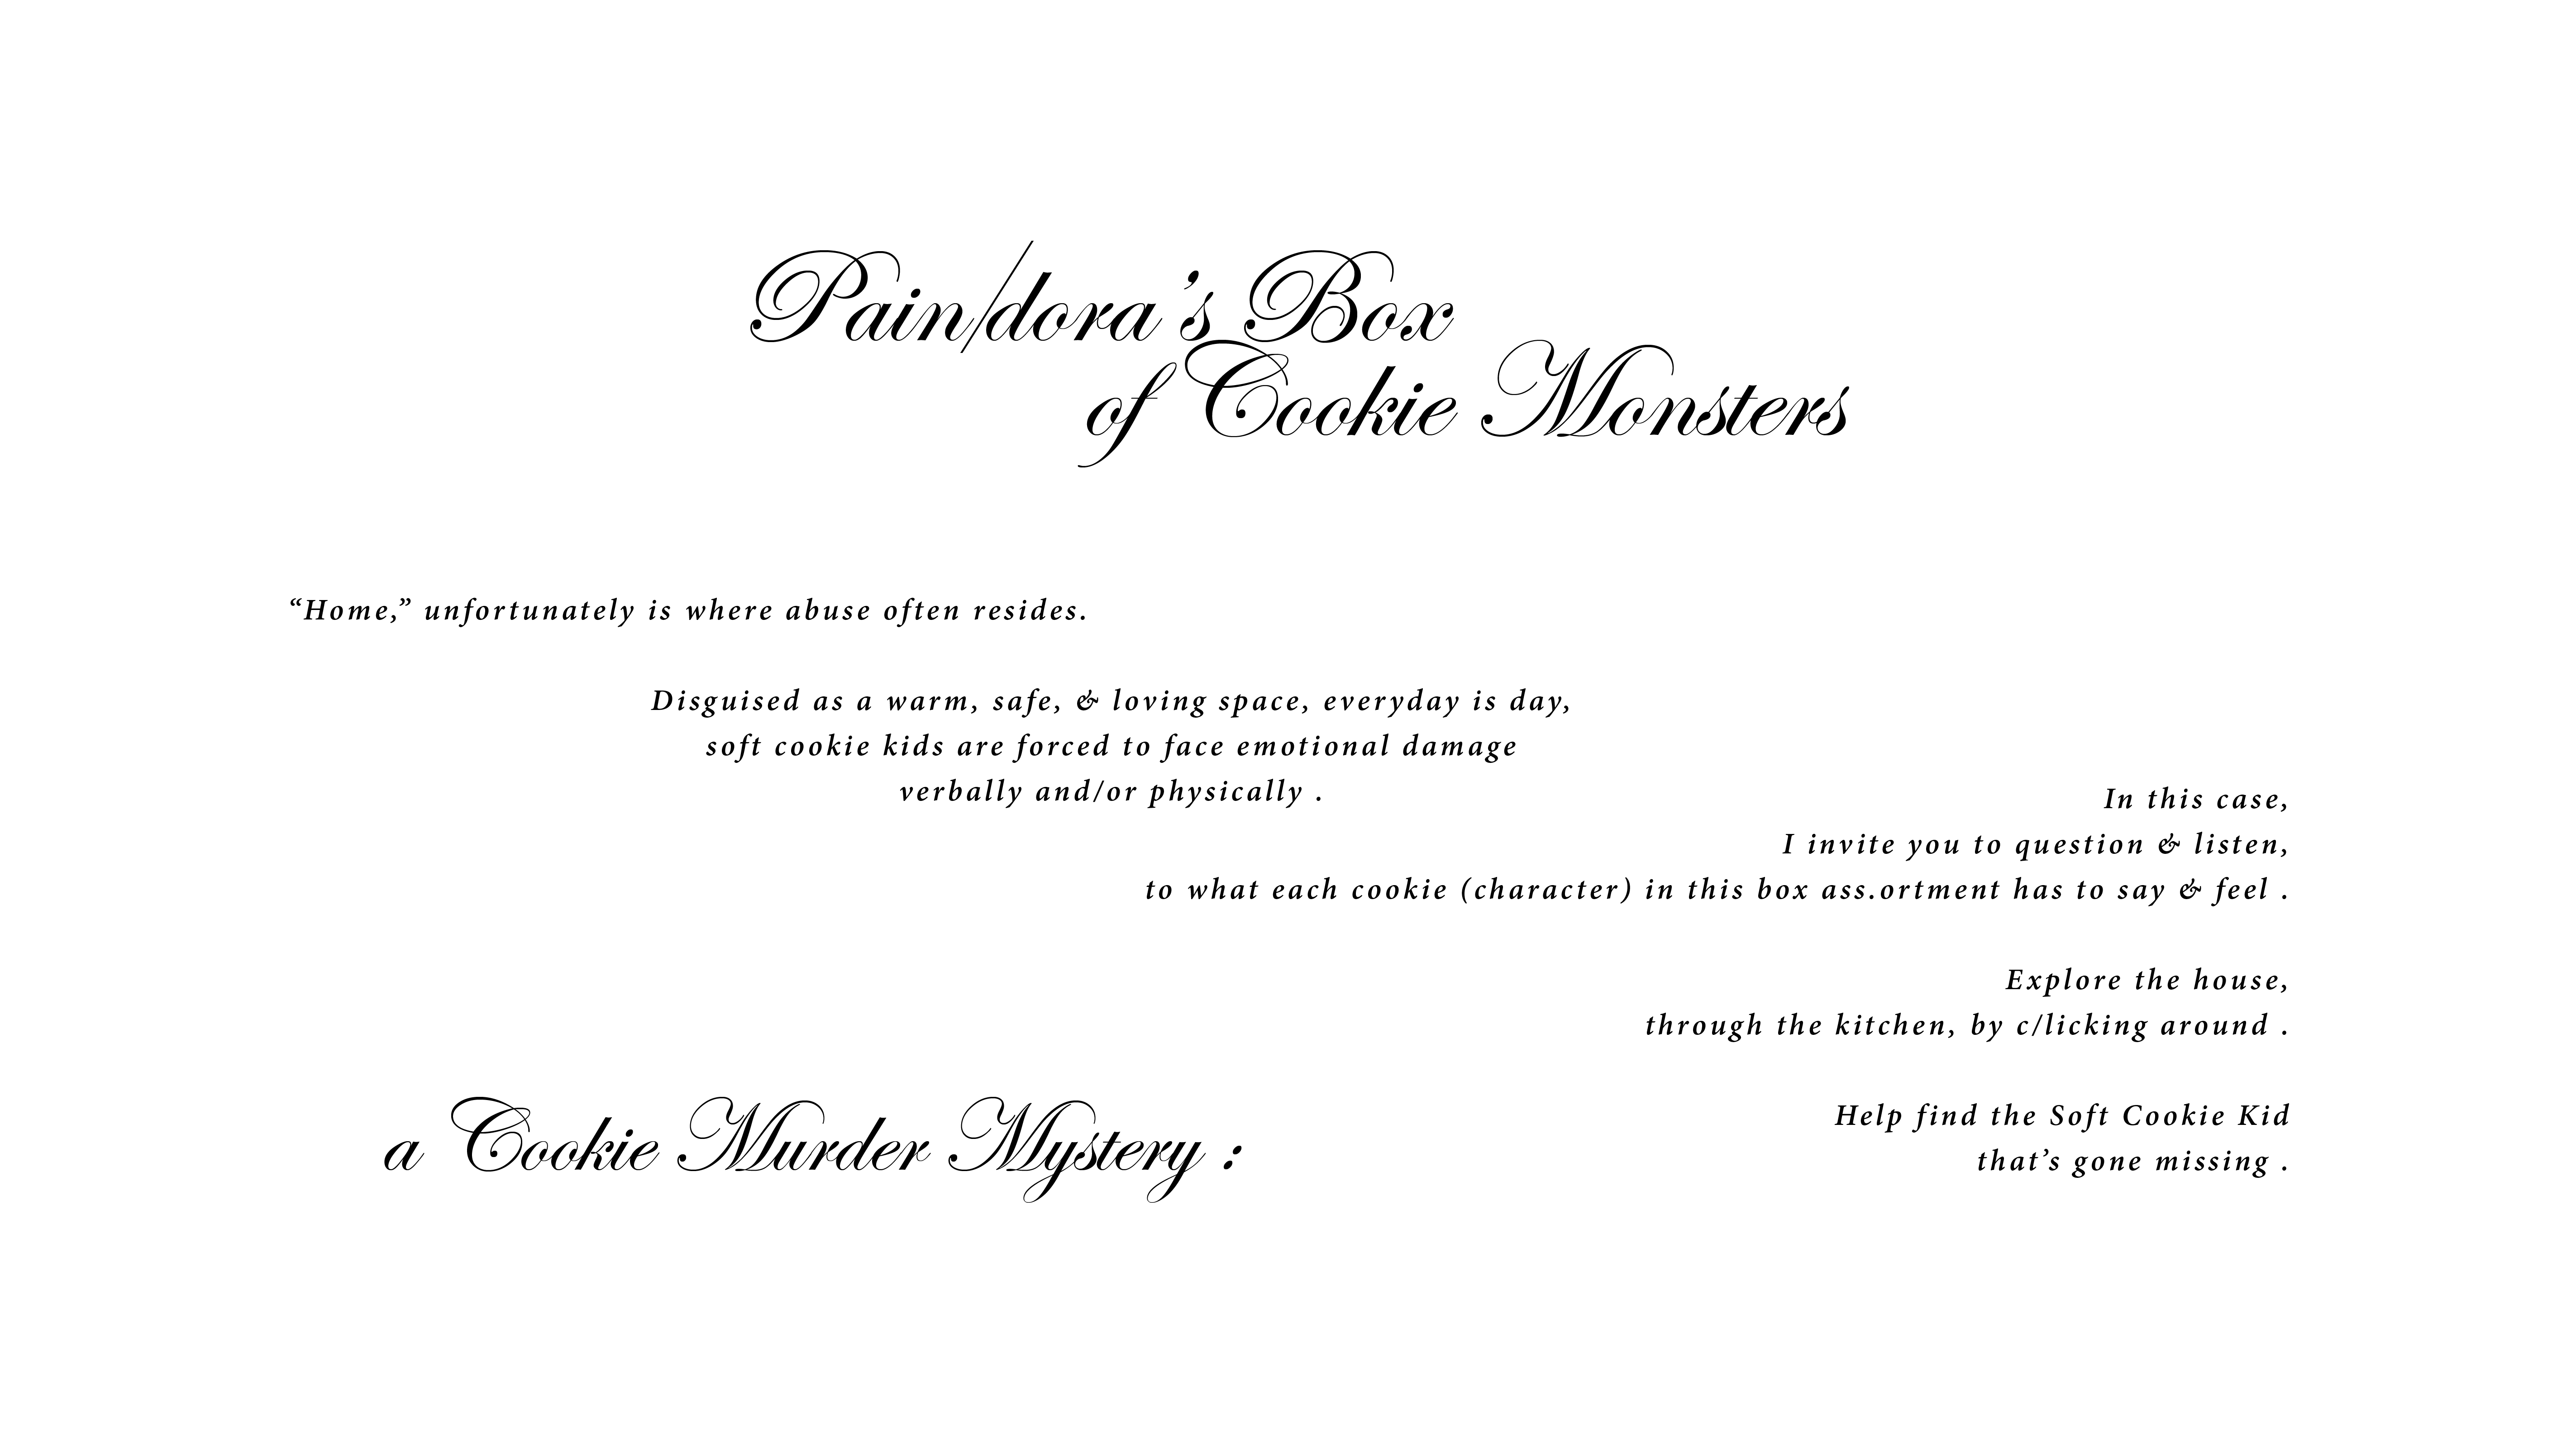 Pain/dora’s Box
of Cookie Monsters
“Home,” unfortunately is where abuse often resides.
Disguised as a warm, safe, & loving space, everyday is day,
soft cookie kids are forced to face emotional damage
verbally and/or physically .
In this case,
I invite you to question & listen,
to what each cookie (character) in this box ass.ortment has to say & feel .
Explore the house,
through the kitchen, by c/licking around .
a Cookie Murder Mystery :
Help find the Soft Cookie Kid
that’s gone missing .